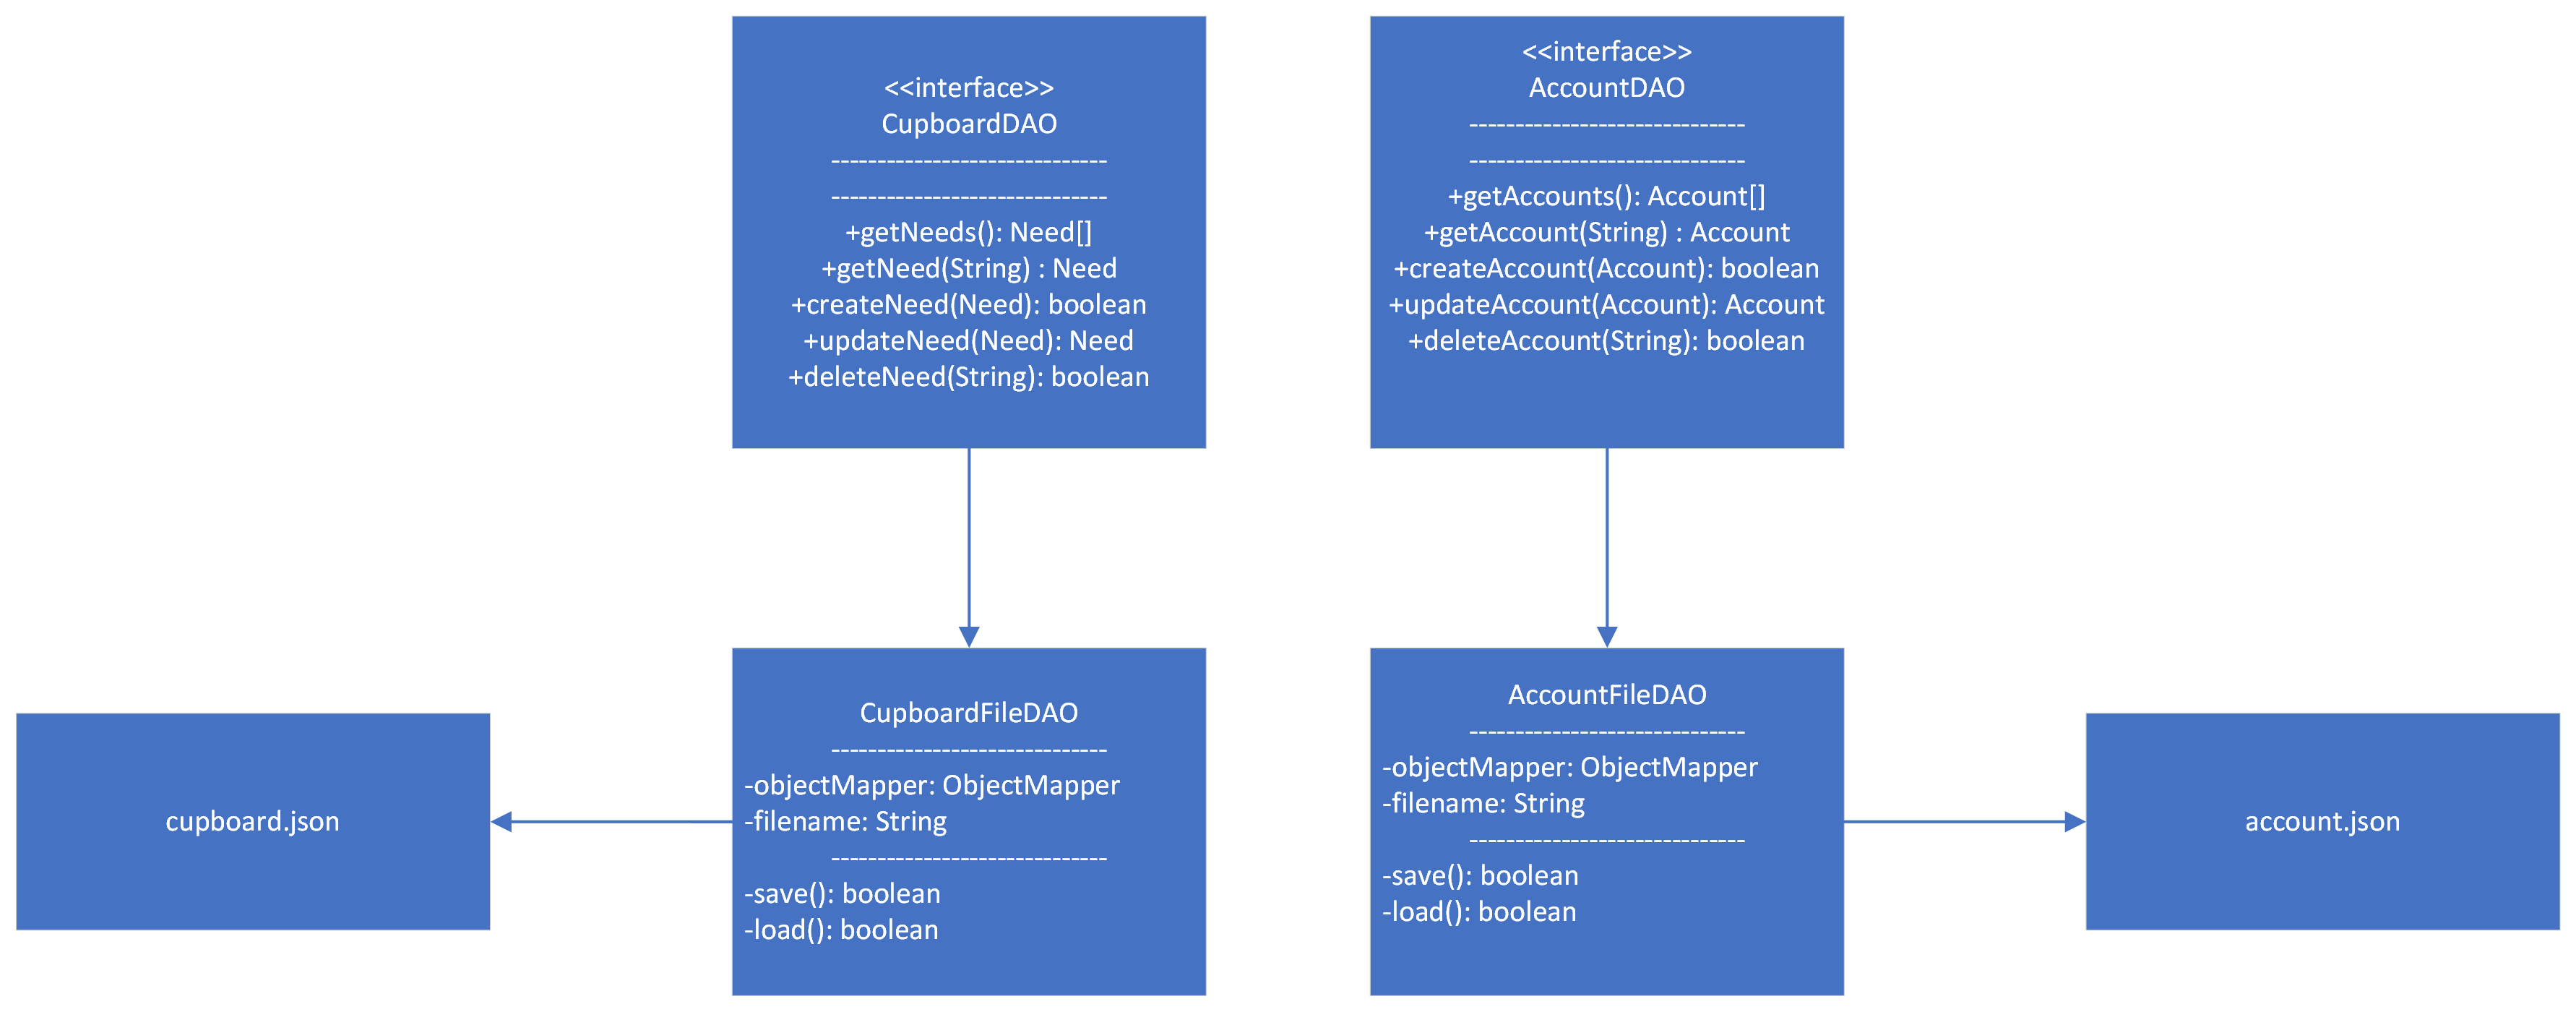 <<interface>>
CupboardDAO
------------------------------
------------------------------
+getNeeds(): Need[]
+getNeed(String) : Need
+createNeed(Need): boolean
+updateNeed(Need): Need
+deleteNeed(String): boolean
<<interface>>
AccountDAO
------------------------------
------------------------------
+getAccounts(): Account[]
+getAccount(String) : Account
+createAccount(Account): boolean
+updateAccount(Account): Account
+deleteAccount(String): boolean
cupboard.json
CupboardFileDAO
------------------------------
-objectMapper: ObjectMapper
-filename: String
------------------------------
-save(): boolean
-load(): boolean
AccountFileDAO
------------------------------
-objectMapper: ObjectMapper
-filename: String
------------------------------
-save(): boolean
-load(): boolean
account.json